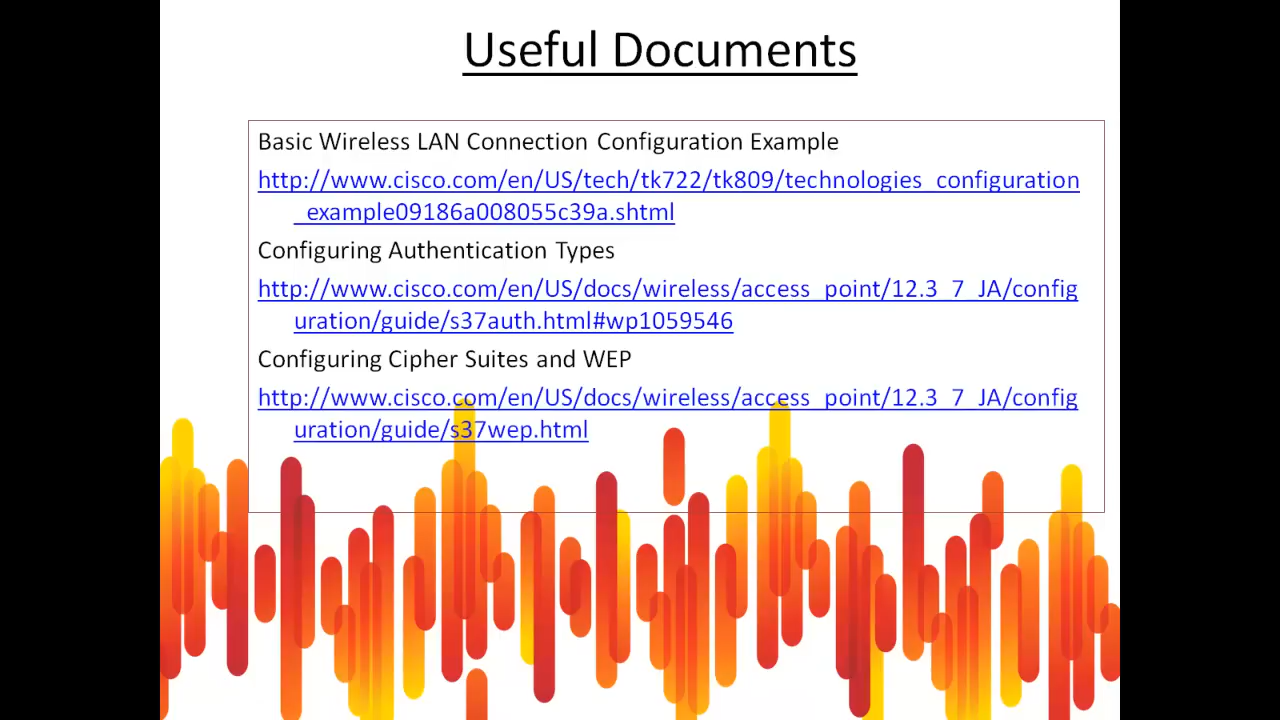 Useful Documents
Basic Wireless LAN Connection Configuration Example
http://www.cisco.com/en/US/tech/tk722/tk809/technologies_configuration
_example09186a008055c39a.shtml
Configuring Authentication Types
http://www.cisco.com/en/US/docs/wireless/access_point/12.3_7_JA/config
uration/guide/s37auth.html#wp1059546
Configuring Cipher Suites and WEP
http://www.cisco.com/en/US/docs/wireless/access_point/12.3_7_JA/config
uration/guide/s37wep.html